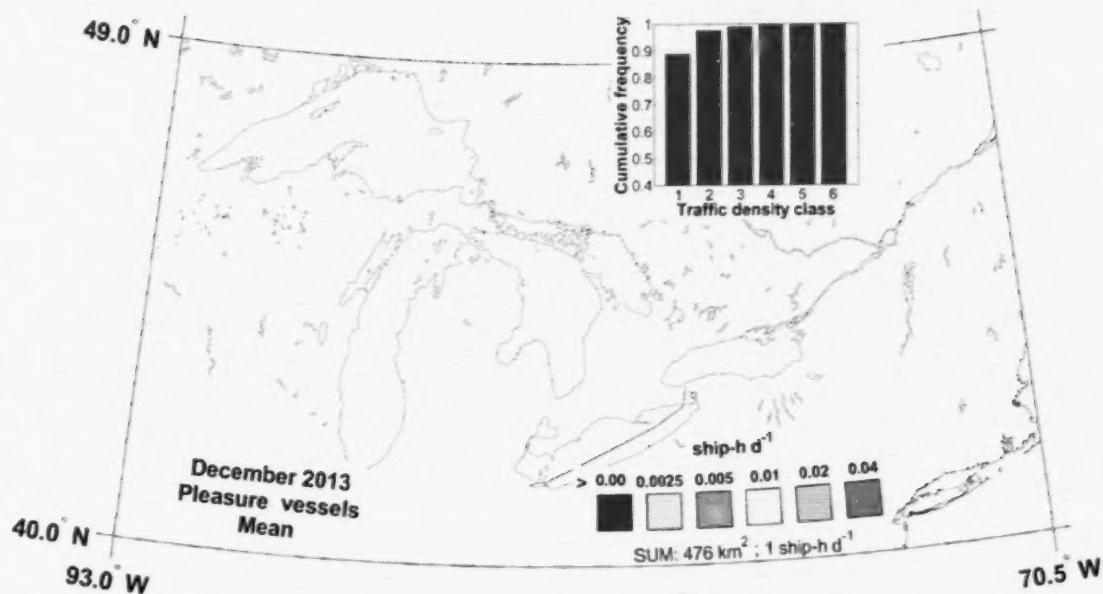 49.0° N
1
0.9
0.8
0.7
0.6
0.5
0.4
Cumulative frequency
1 2 3 4 5 6
Traffic density class
ship-h d⁻¹
> 0.00 0.0025 0.005 0.01 0.02 0.04
SUM: 476 km² ; 1 ship-h d⁻¹
December 2013
Pleasure vessels
Mean
40.0° N
93.0° W
70.5° W